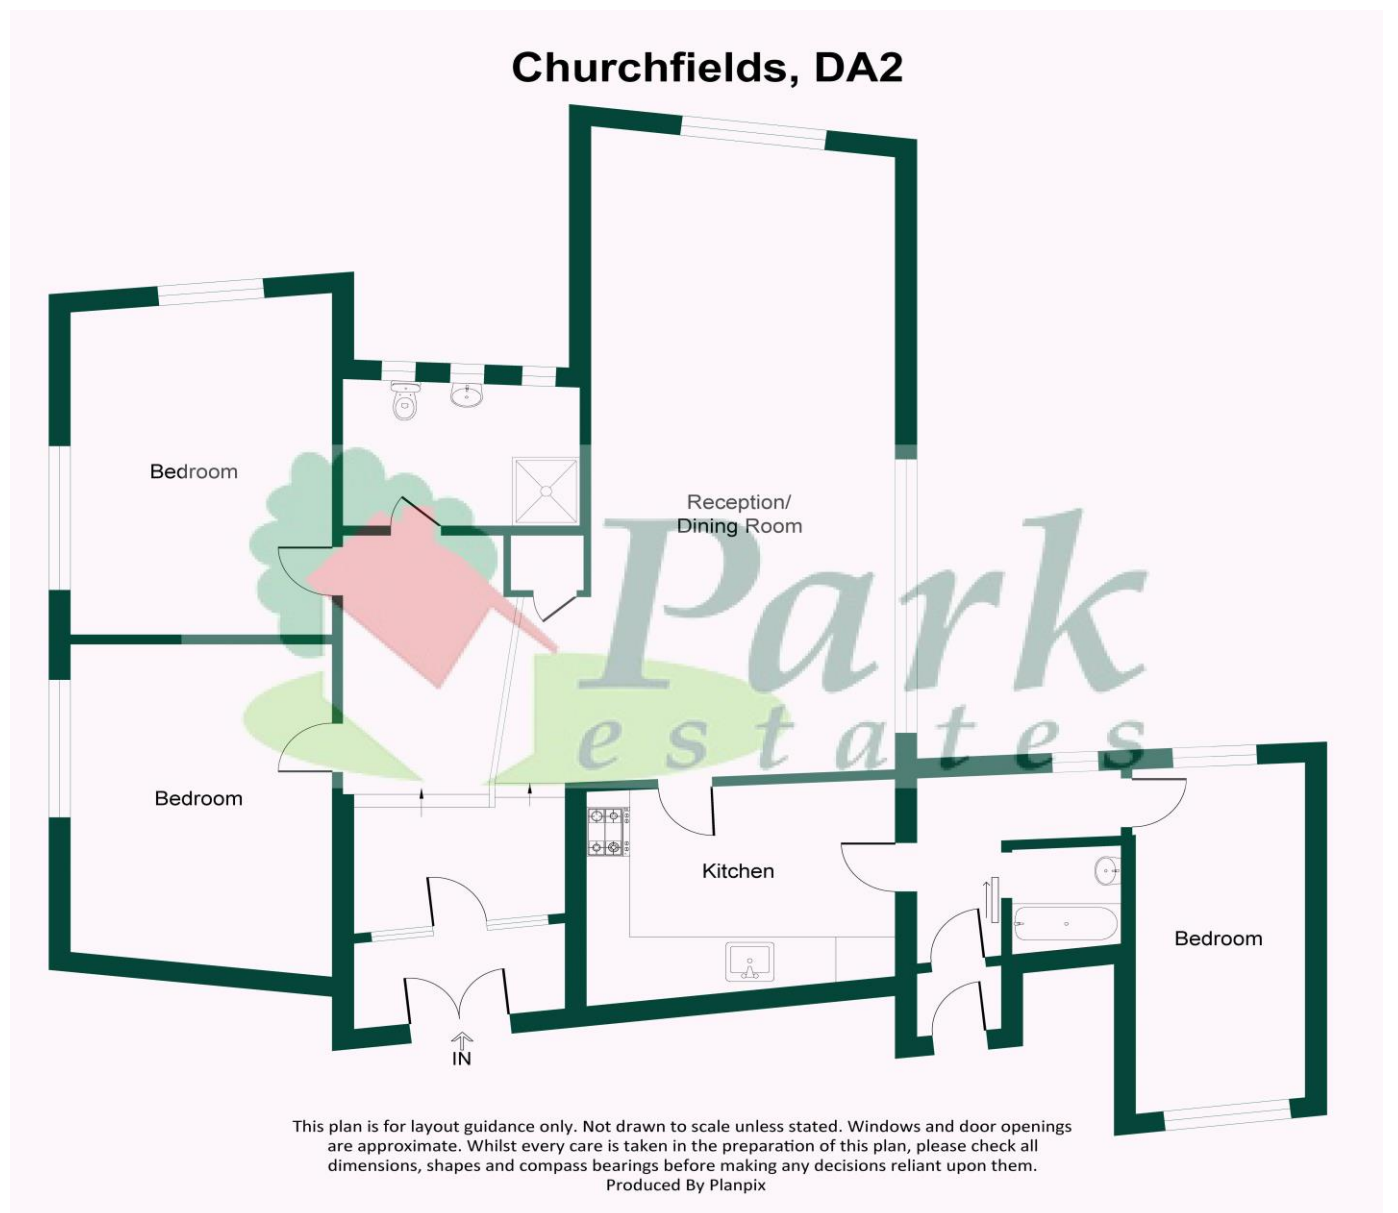 Churchfields, DA2
Bedroom
Reception/
Dining Room
Park
estates
Bedroom
Kitchen
Bedroom
IN
This plan is for layout guidance only. Not drawn to scale unless stated. Windows and door openings
are approximate. Whilst every care is taken in the preparation of this plan, please check all
dimensions, shapes and compass bearings before making any decisions reliant upon them.
Produced By Planpix